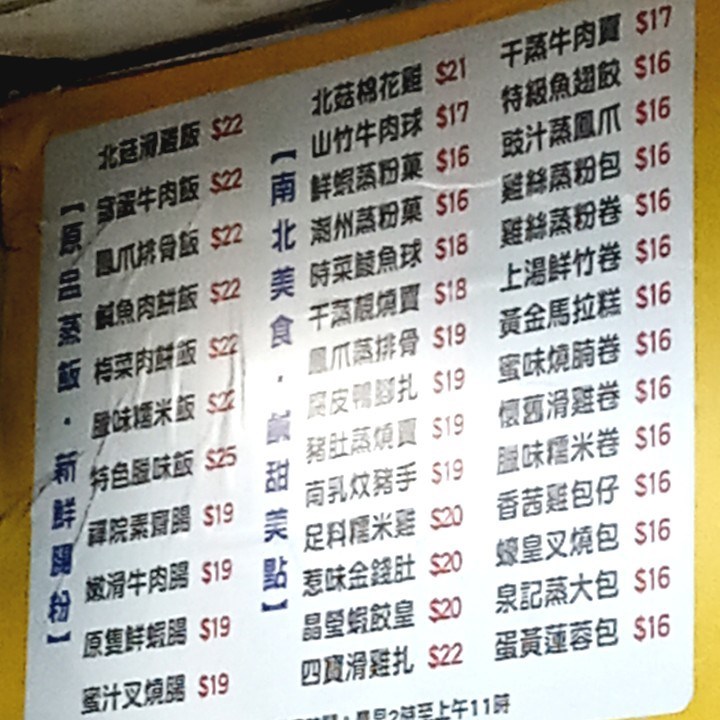 【原盅蒸飯·新鮮腸粉】
北菇滑雞飯 $22
窩蛋牛肉飯 $22
鳳爪排骨飯 $22
鹹魚肉餅飯 $22
梅菜肉餅飯 $22
臘味糯米飯 $22
特色臘味飯 $25
禪院素齋腸 $19
嫩滑牛肉腸 $19
原隻鮮蝦腸 $19
蜜汁叉燒腸 $19
【南北美食·鹹甜美點】
北菇棉花雞 $21
山竹牛肉球 $17
鮮蝦蒸粉菓 $16
潮州蒸粉菓 $16
時菜鯪魚球 $18
干蒸靚燒賣 $18
鳳爪蒸排骨 $19
腐皮鴨腳扎 $19
豬肚蒸燒賣 $19
南乳炆豬手 $19
足料糯米雞 $20
惹味金錢肚 $20
晶瑩蝦餃皇 $20
四寶滑雞扎 $22
干蒸牛肉賣 $17
特級魚翅餃 $16
豉汁蒸鳳爪 $16
雞絲蒸粉包 $16
雞絲蒸粉卷 $16
上湯鮮竹卷 $16
黃金馬拉糕 $16
蜜味燒腩卷 $16
懷舊滑雞卷 $16
臘味糯米卷 $16
香茜雞包仔 $16
蠔皇叉燒包 $16
泉記蒸大包 $16
蛋黃蓮蓉包 $16
2時至上午11時